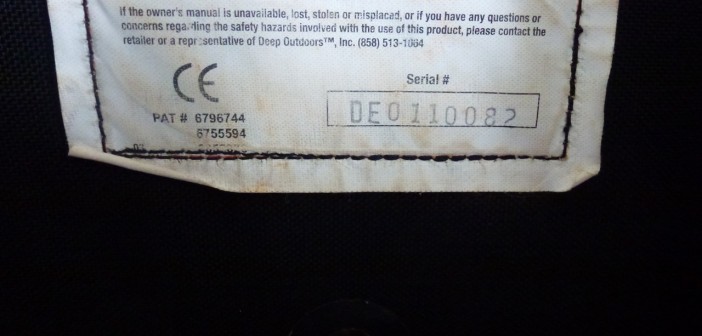 If the owner's manual is unavailable, lost, stolen or misplaced, or if you have any questions or
concerns regarding the safety hazards involved with the use of this product, please contact the
retailer or a representative of Deep Outdoors™, Inc. (858) 513-1064
CE
Serial #
DE0110082
PAT # 6796744
6755594